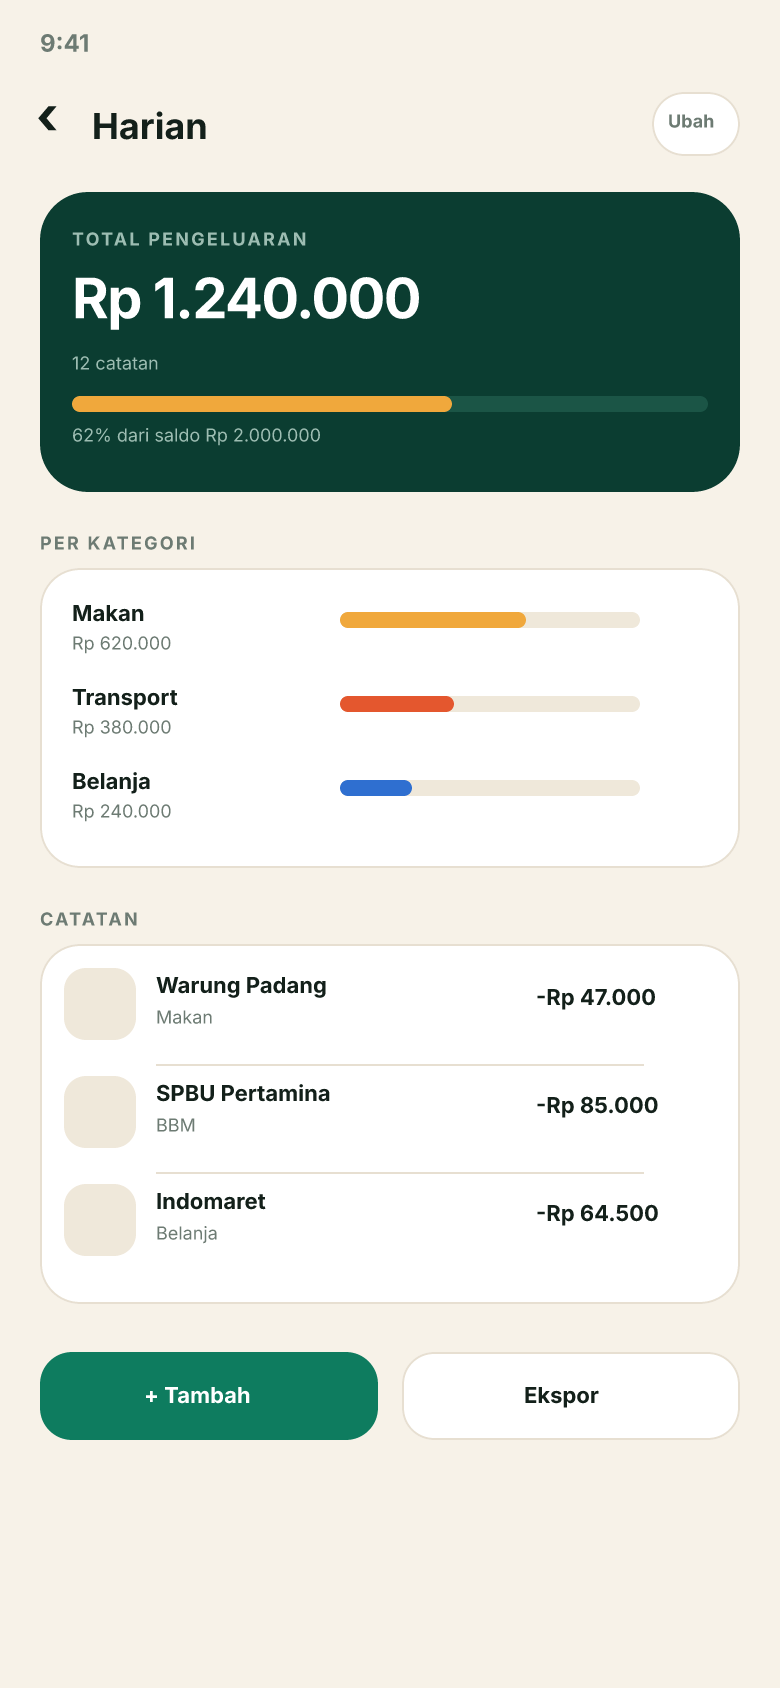 9:41
Harian
Ubah
TOTAL PENGELUARAN
Rp 1.240.000
12 catatan
62% dari saldo Rp 2.000.000
PER KATEGORI
Makan
Rp 620.000
Transport
Rp 380.000
Belanja
Rp 240.000
CATATAN
Warung Padang
-Rp 47.000
Makan
SPBU Pertamina
-Rp 85.000
BBM
Indomaret
-Rp 64.500
Belanja
+ Tambah
Ekspor